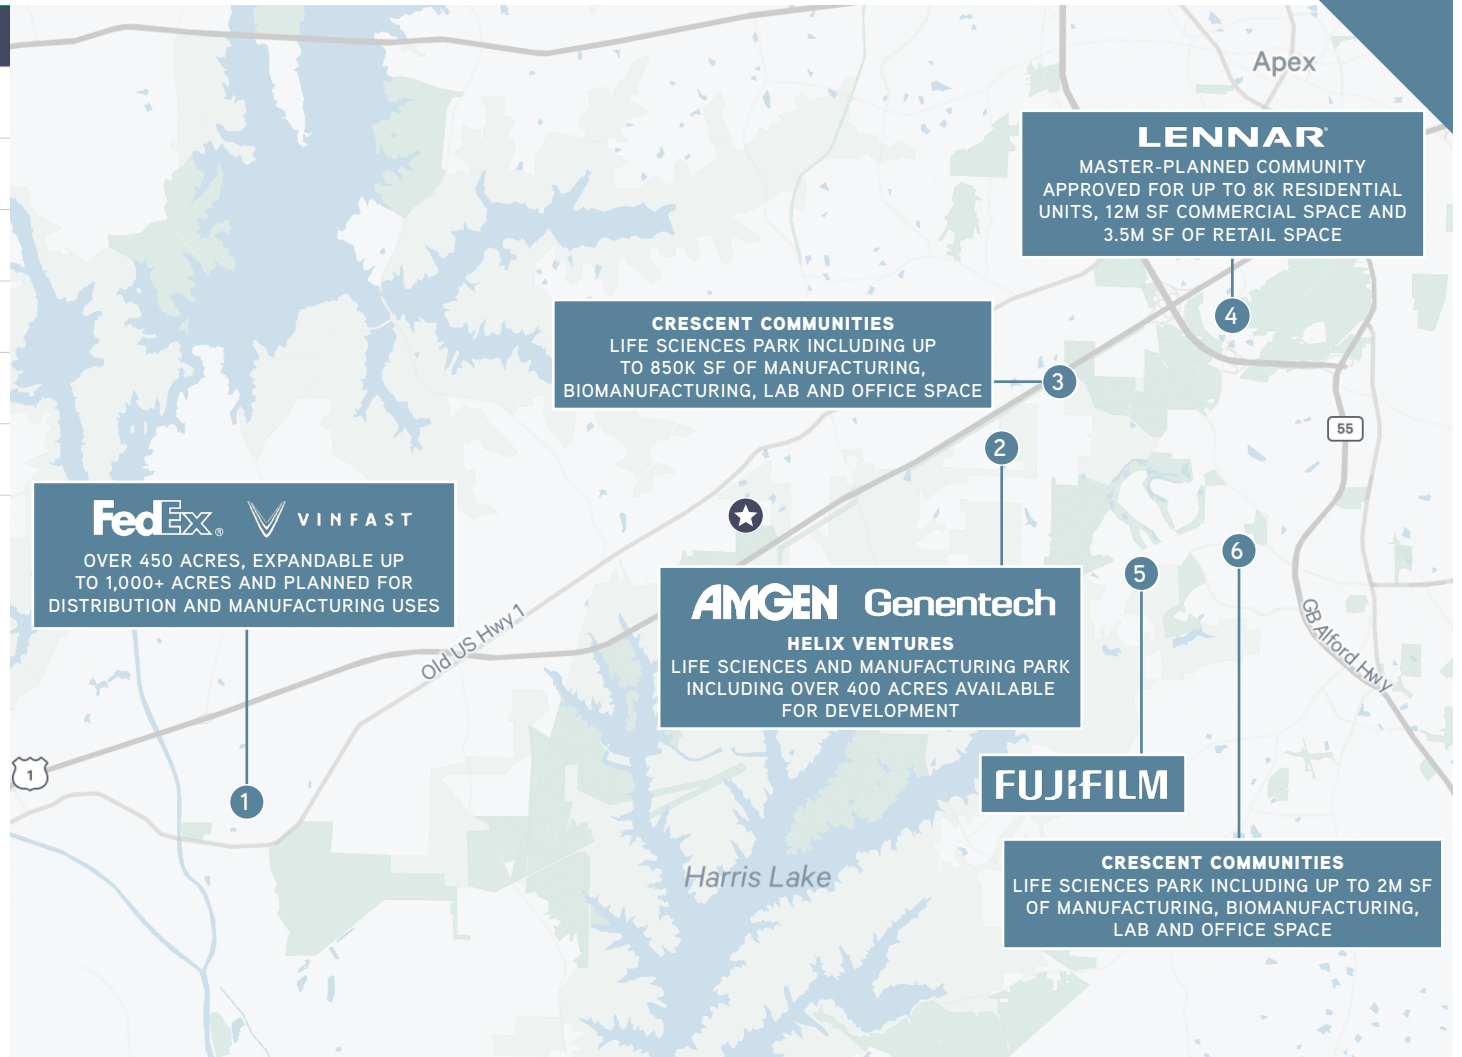 Apex
LENNAR
MASTER-PLANNED COMMUNITY
APPROVED FOR UP TO 8K RESIDENTIAL
UNITS, 12M SF COMMERCIAL SPACE AND
3.5M SF OF RETAIL SPACE
4
CRESCENT COMMUNITIES
LIFE SCIENCES PARK INCLUDING UP
TO 850K SF OF MANUFACTURING,
BIOMANUFACTURING, LAB AND OFFICE SPACE
3
2
55
FedEx® VINFAST
OVER 450 ACRES, EXPANDABLE UP
TO 1,000+ ACRES AND PLANNED FOR
DISTRIBUTION AND MANUFACTURING USES
Old US Hwy 1
1
1
AMGEN Genentech
HELIX VENTURES
LIFE SCIENCES AND MANUFACTURING PARK
INCLUDING OVER 400 ACRES AVAILABLE
FOR DEVELOPMENT
5
6
GB Alford Hwy
FUJIFILM
Harris Lake
CRESCENT COMMUNITIES
LIFE SCIENCES PARK INCLUDING UP TO 2M SF
OF MANUFACTURING, BIOMANUFACTURING,
LAB AND OFFICE SPACE